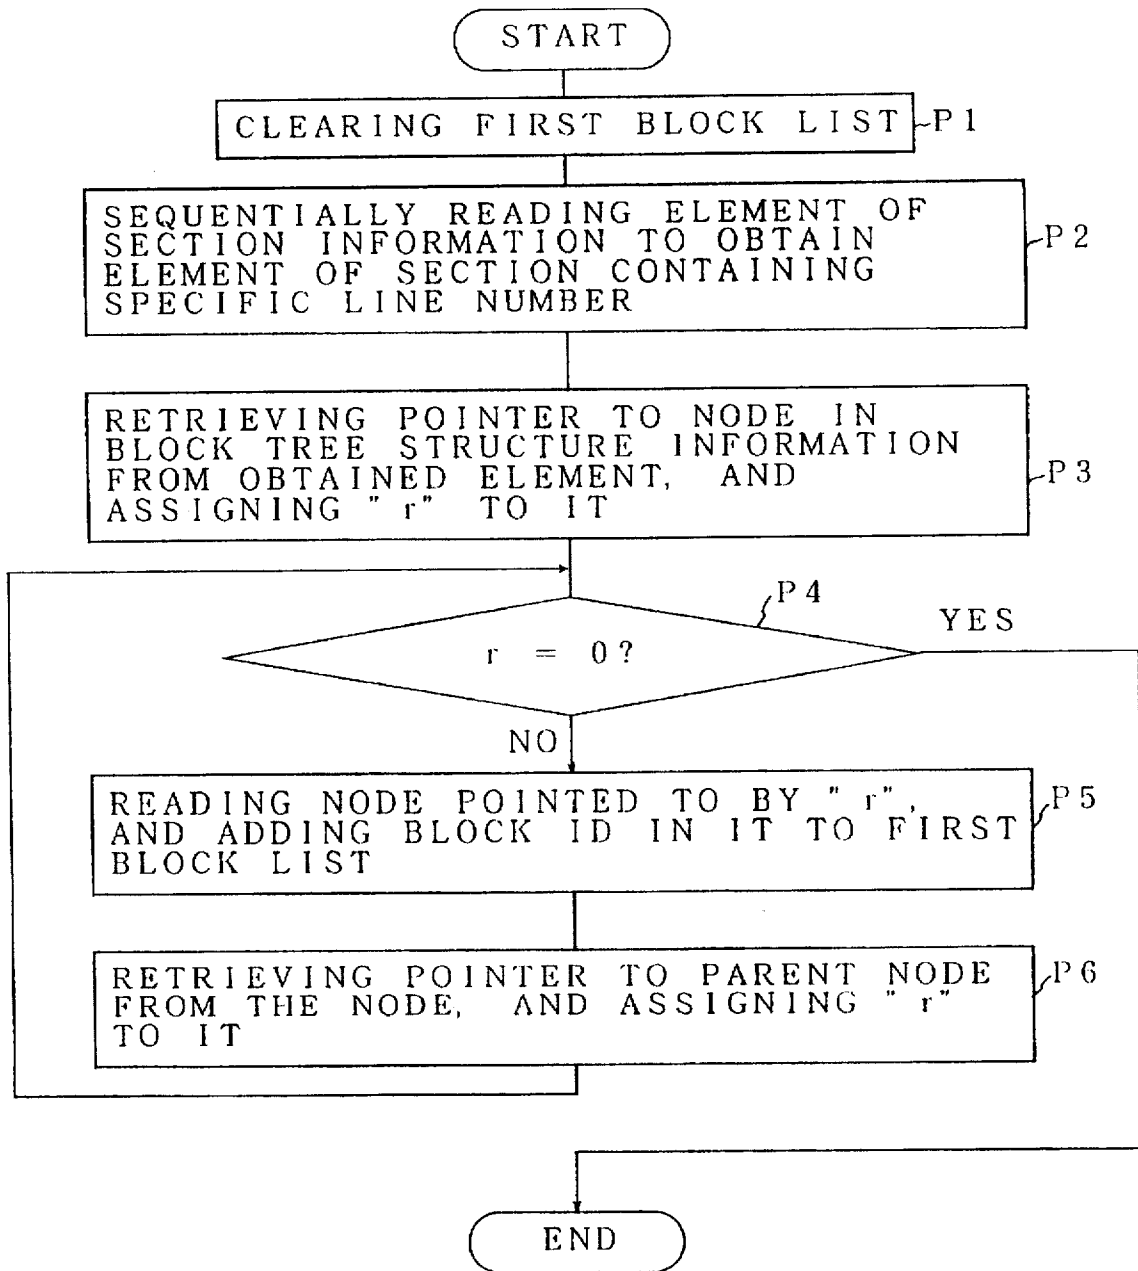 START
CLEARING FIRST BLOCK LIST
P1
SEQUENTIALLY READING ELEMENT OF
SECTION INFORMATION TO OBTAIN
ELEMENT OF SECTION CONTAINING
SPECIFIC LINE NUMBER
P2
RETRIEVING POINTER TO NODE IN
BLOCK TREE STRUCTURE INFORMATION
FROM OBTAINED ELEMENT, AND
ASSIGNING "r" TO IT
P3
P4
YES
r = 0?
NO
READING NODE POINTED TO BY "r",
AND ADDING BLOCK ID IN IT TO FIRST
BLOCK LIST
P5
RETRIEVING POINTER TO PARENT NODE
FROM THE NODE, AND ASSIGNING "r"
TO IT
P6
END